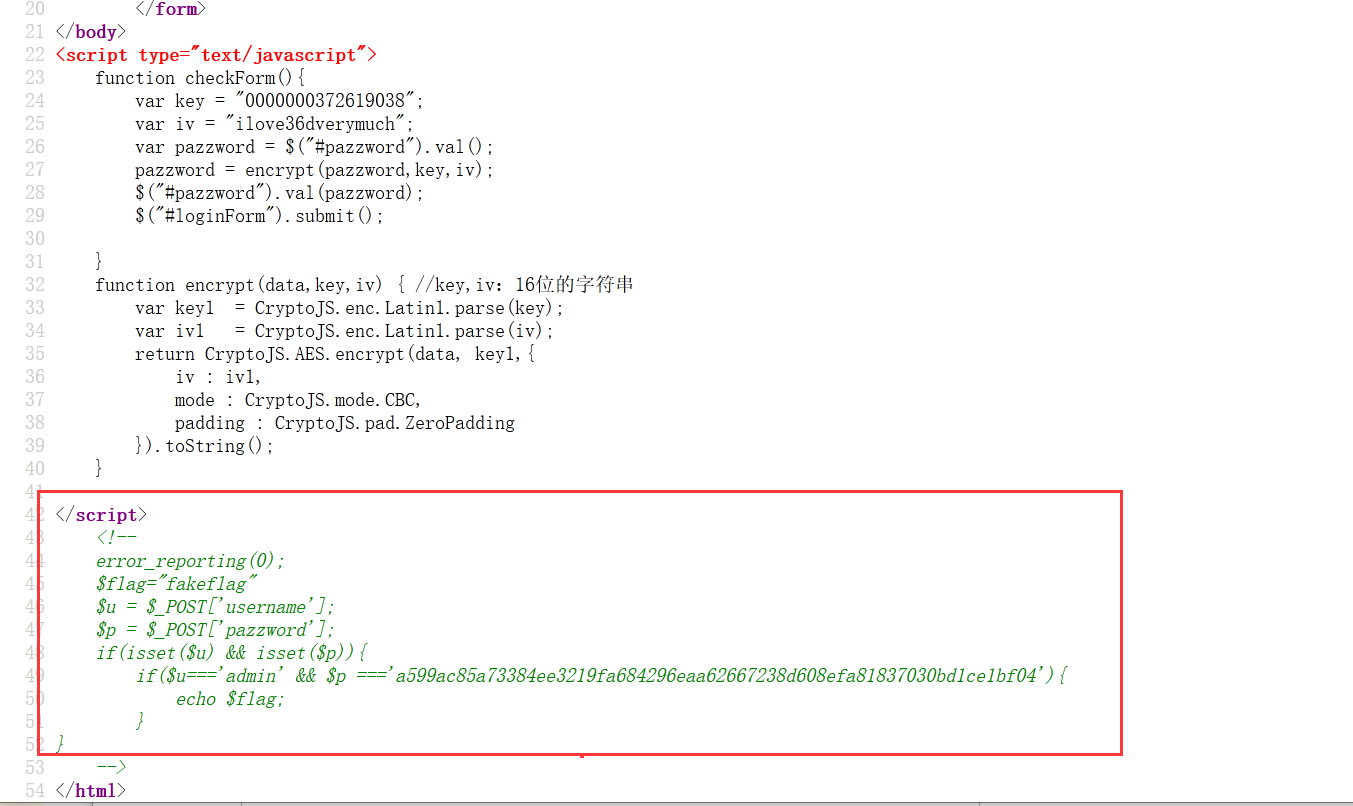 20 </form>
21 </body>
22 <script type="text/javascript">
23 function checkForm(){
24 var key = "0000000372619038";
25 var iv = "ilove36dverymuch";
26 var pazzword = $("#pazzword").val();
27 pazzword = encrypt(pazzword,key,iv);
28 $("#pazzword").val(pazzword);
29 $("#loginForm").submit();
30
31 }
32 function encrypt(data,key,iv) { //key,iv：16位的字符串
33 var key1 = CryptoJS.enc.Latin1.parse(key);
34 var iv1 = CryptoJS.enc.Latin1.parse(iv);
35 return CryptoJS.AES.encrypt(data, key1,{
36 iv : iv1,
37 mode : CryptoJS.mode.CBC,
38 padding : CryptoJS.pad.ZeroPadding
39 }).toString();
40 }
41
42 </script>
43 <!--
44 error_reporting(0);
45 $flag="fakeflag"
46 $u = $_POST['username'];
47 $p = $_POST['pazzword'];
48 if(isset($u) && isset($p)){
49 if($u==='admin' && $p ==='a599ac85a73384ee3219fa684296eaa62667238d608efa81837030bd1ce1bf04'){
50 echo $flag;
51 }
52 }
53 -->
54 </html>